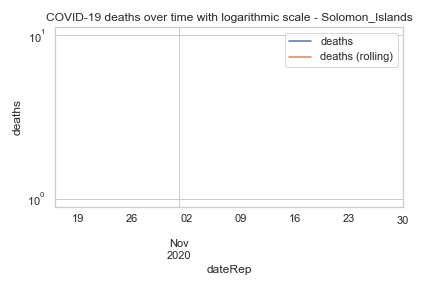 COVID-19 deaths over time with logarithmic scale - Solomon_Islands
deaths
deaths (rolling)
10¹
deaths
10⁰
19 26 02 09 16 23 30
Nov
2020
dateRep